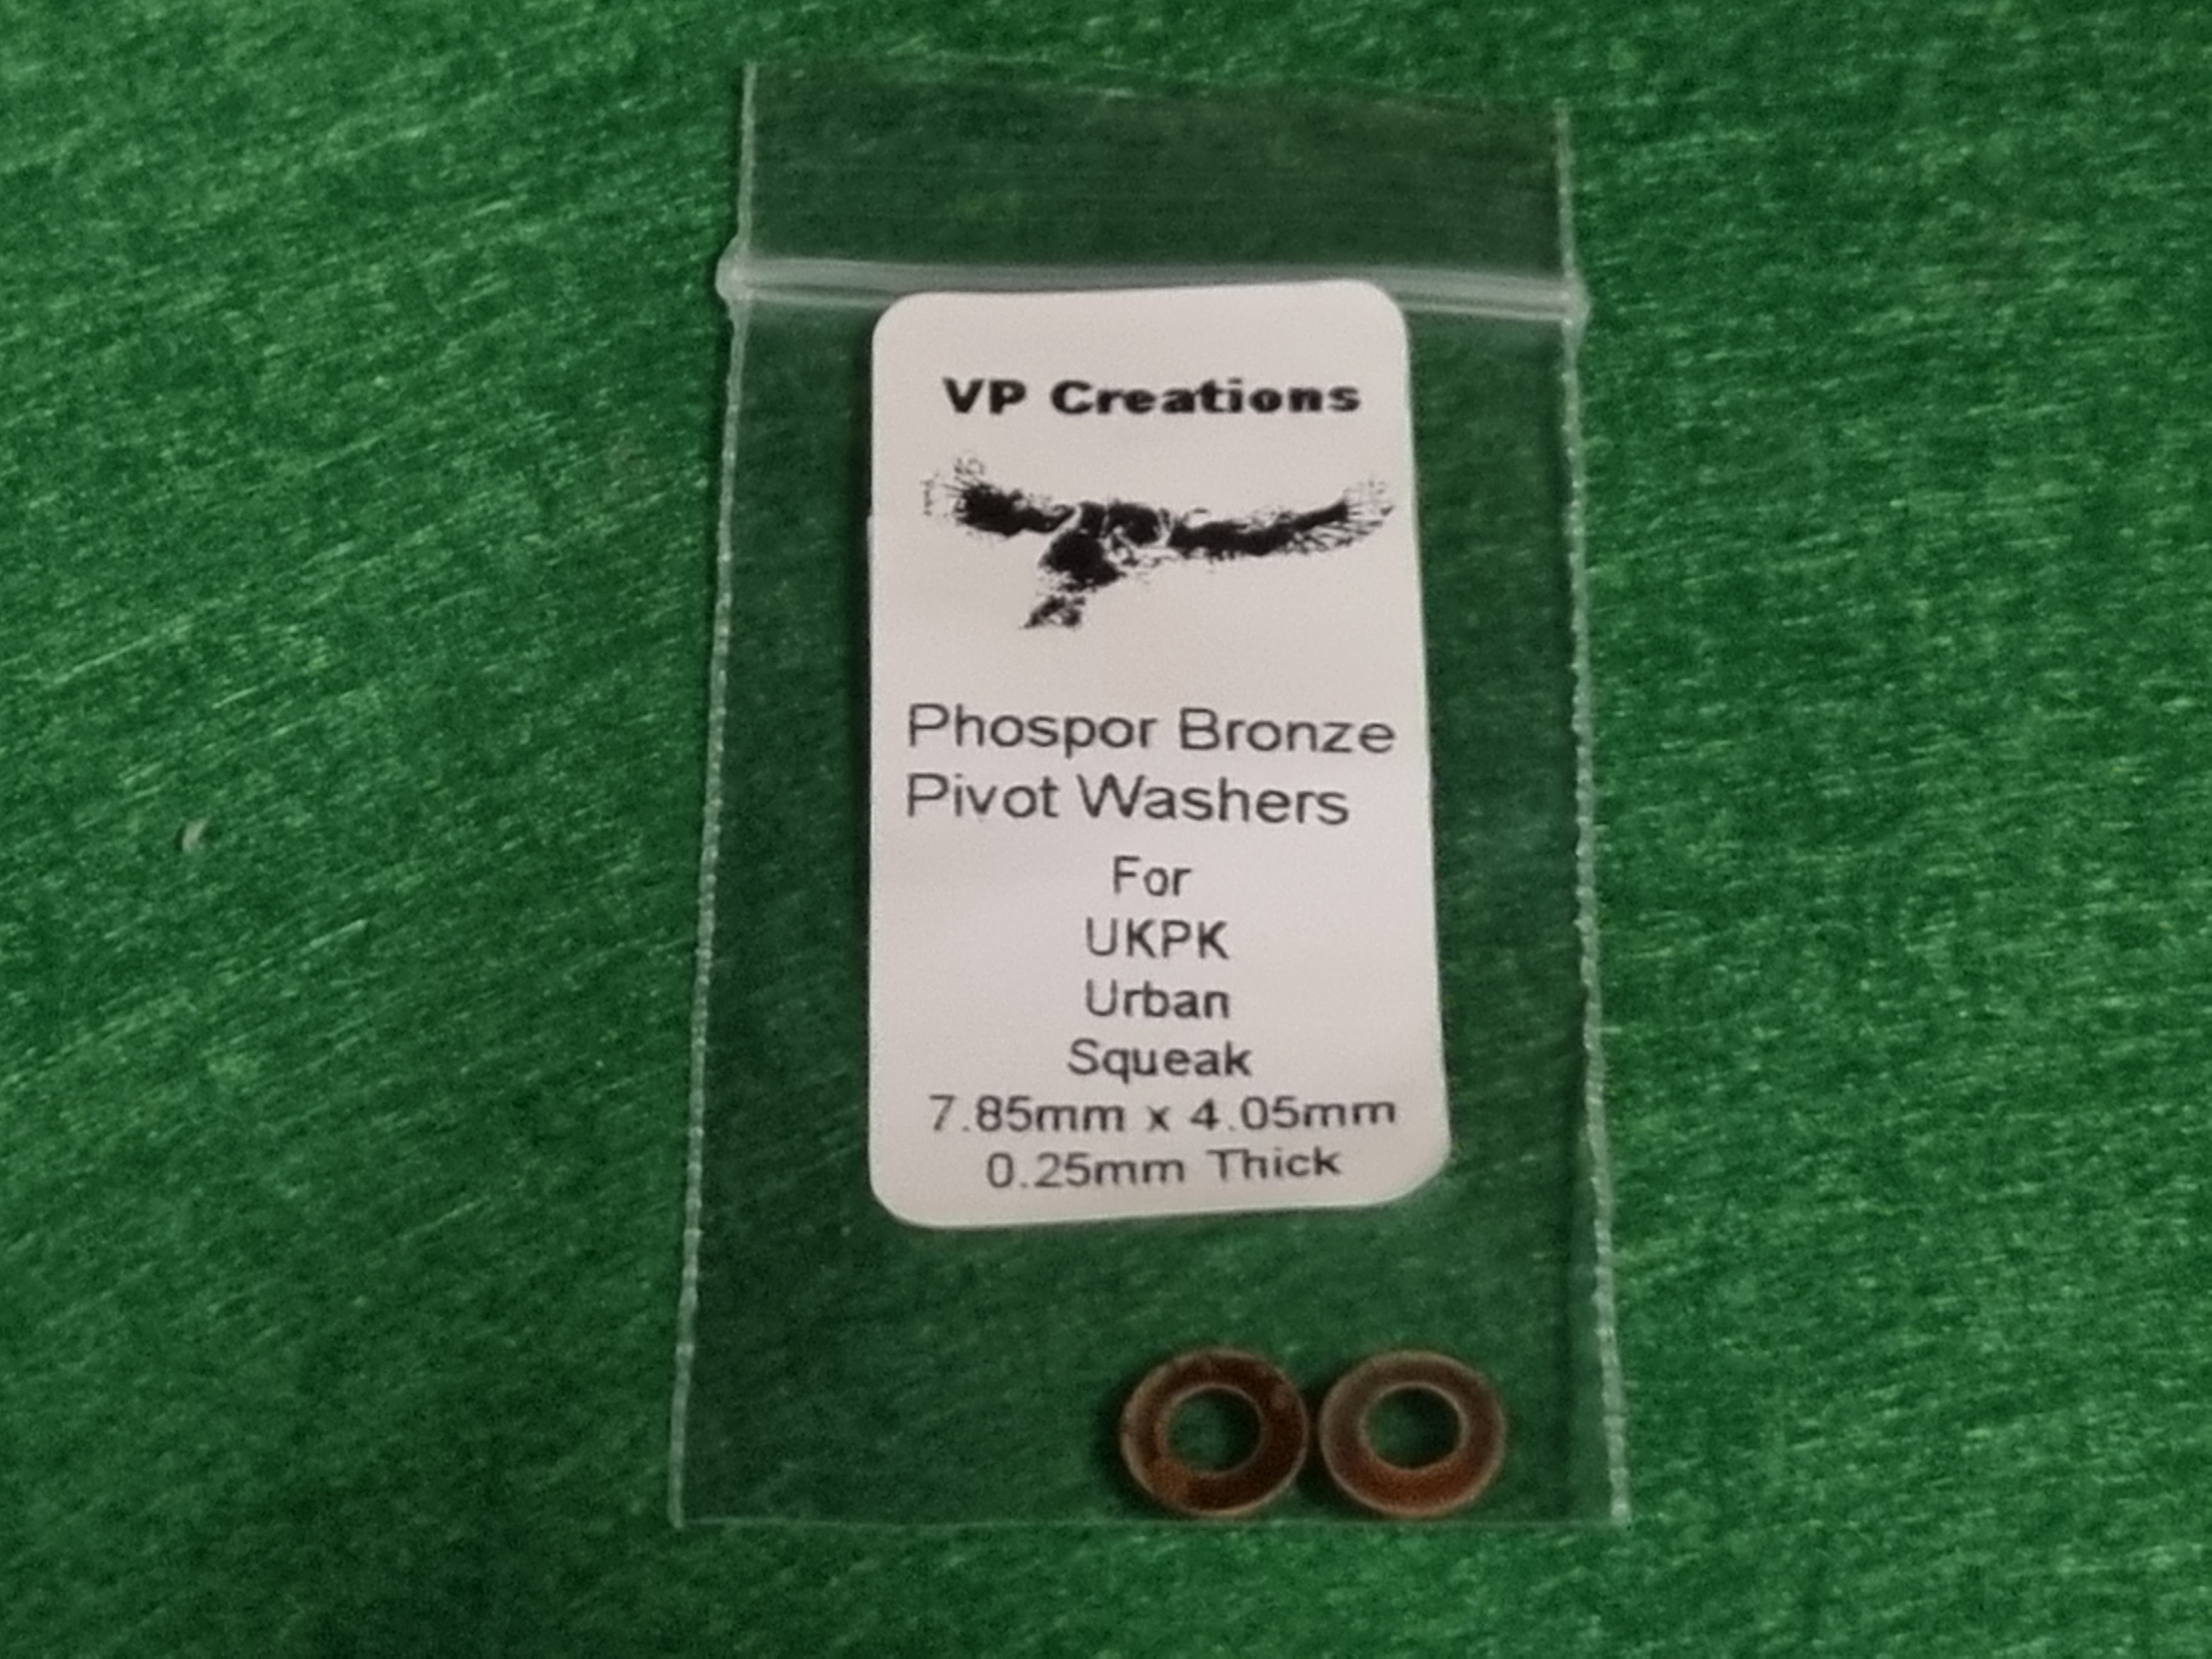 VP Creations
Phospor Bronze
Pivot Washers
For
UKPK
Urban
Squeak
7.85mm x 4.05mm
0.25mm Thick